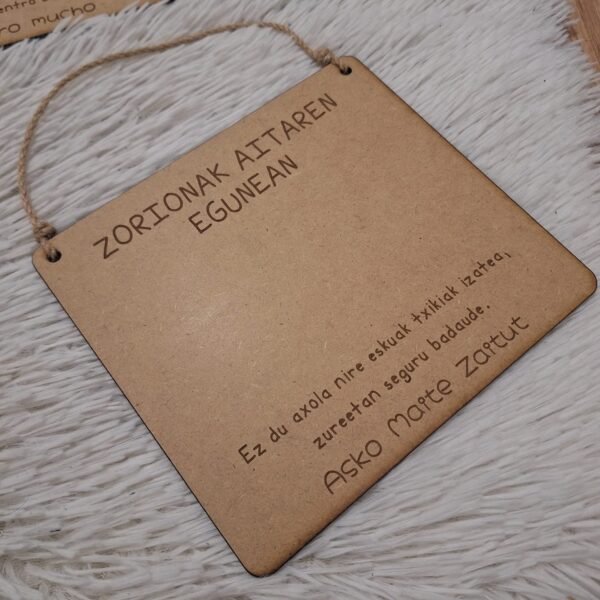 ro mucho
ZORIONAK AITAREN
EGUNEAN
Ez du axola nire eskuak txikiak izatea,
zureetan seguru badaude.
Asko Maite Zaitut